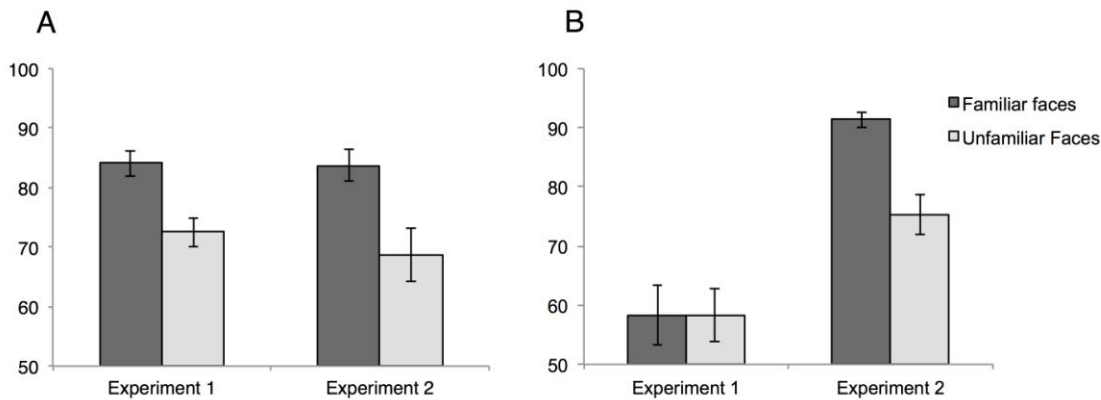 A
100
90
80
70
60
50
Experiment 1
Experiment 2
B
100
90
80
70
60
50
Experiment 1
Experiment 2
Familiar faces
Unfamiliar Faces